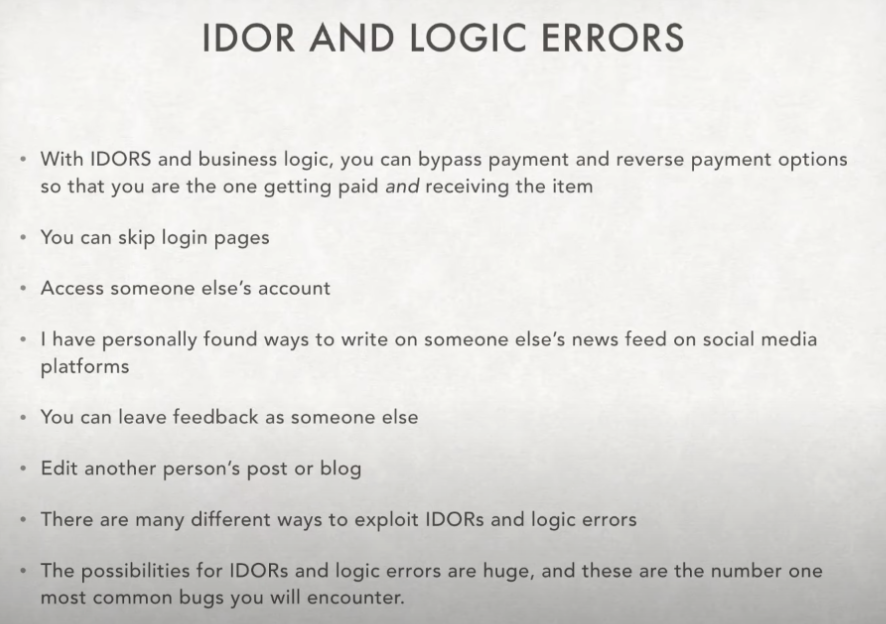 IDOR AND LOGIC ERRORS
• With IDORS and business logic, you can bypass payment and reverse payment options
so that you are the one getting paid and receiving the item
• You can skip login pages
• Access someone else's account
• I have personally found ways to write on someone else's news feed on social media
platforms
• You can leave feedback as someone else
• Edit another person's post or blog
• There are many different ways to exploit IDORs and logic errors
• The possibilities for IDORs and logic errors are huge, and these are the number one
most common bugs you will encounter.